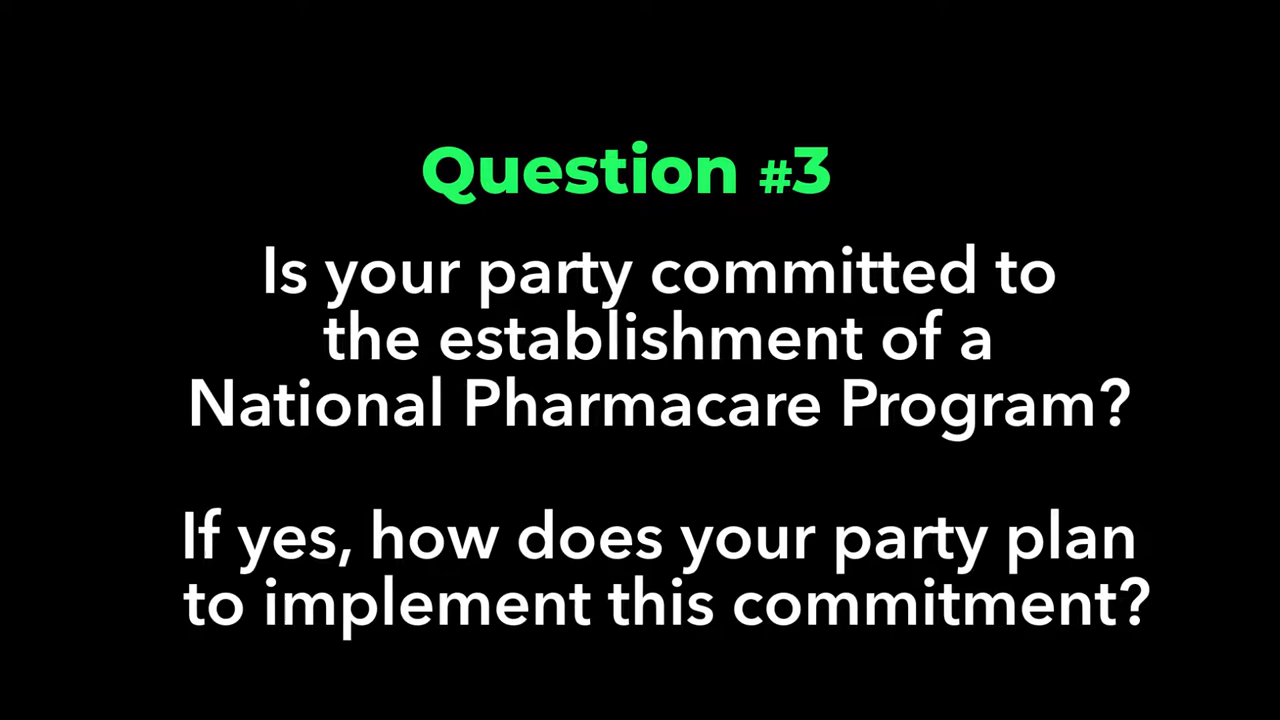 Question #3
Is your party committed to
the establishment of a
National Pharmacare Program?
If yes, how does your party plan
to implement this commitment?